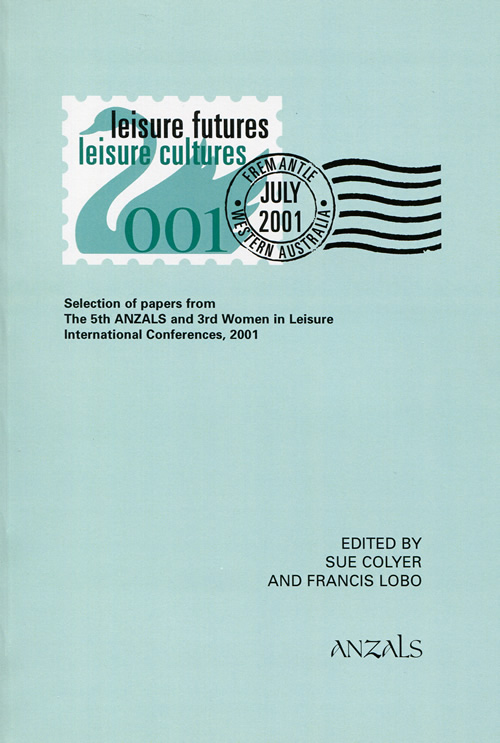 leisure futures
leisure cultures
001
FREMANTLE
JULY
2001
• WESTERN AUSTRALIA •
Selection of papers from
The 5th ANZALS and 3rd Women in Leisure
International Conferences, 2001
EDITED BY
SUE COLYER
AND FRANCIS LOBO
ANZALS